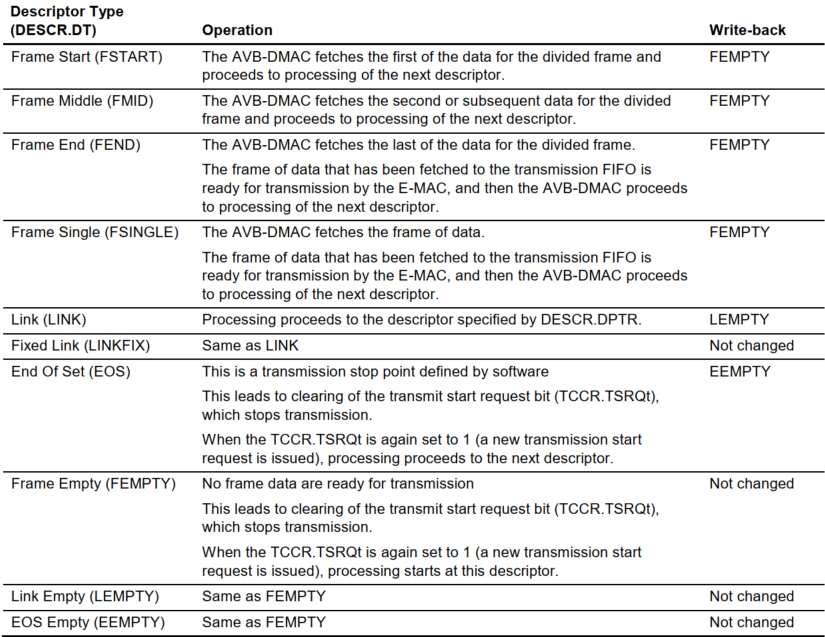 Descriptor Type
(DESCR.DT) Operation Write-back
Frame Start (FSTART) The AVB-DMAC fetches the first of the data for the divided frame and FEMPTY
proceeds to processing of the next descriptor.
Frame Middle (FMID) The AVB-DMAC fetches the second or subsequent data for the divided FEMPTY
frame and proceeds to processing of the next descriptor.
Frame End (FEND) The AVB-DMAC fetches the last of the data for the divided frame. FEMPTY
The frame of data that has been fetched to the transmission FIFO is
ready for transmission by the E-MAC, and then the AVB-DMAC proceeds
to processing of the next descriptor.
Frame Single (FSINGLE) The AVB-DMAC fetches the frame of data. FEMPTY
The frame of data that has been fetched to the transmission FIFO is
ready for transmission by the E-MAC, and then the AVB-DMAC proceeds
to processing of the next descriptor.
Link (LINK) Processing proceeds to the descriptor specified by DESCR.DPTR. LEMPTY
Fixed Link (LINKFIX) Same as LINK Not changed
End Of Set (EOS) This is a transmission stop point defined by software EEMPTY
This leads to clearing of the transmit start request bit (TCCR.TSRQt),
which stops transmission.
When the TCCR.TSRQt is again set to 1 (a new transmission start
request is issued), processing proceeds to the next descriptor.
Frame Empty (FEMPTY) No frame data are ready for transmission Not changed
This leads to clearing of the transmit start request bit (TCCR.TSRQt),
which stops transmission.
When the TCCR.TSRQt is again set to 1 (a new transmission start
request is issued), processing starts at this descriptor.
Link Empty (LEMPTY) Same as FEMPTY Not changed
EOS Empty (EEMPTY) Same as FEMPTY Not changed